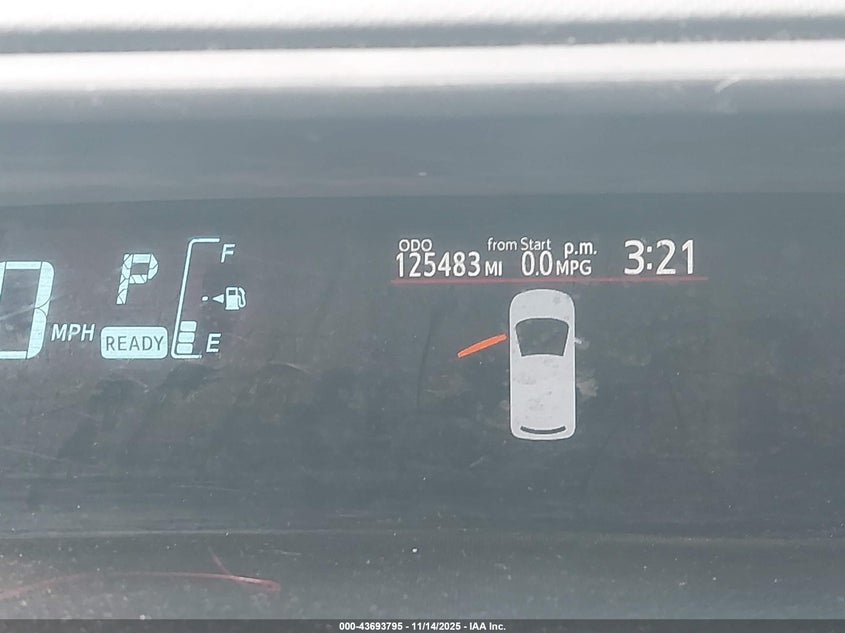 ODO from Start p.m. 3:21
125483 MI 0.0 MPG
P F
0 MPH READY E
000-43693795 - 11/14/2025 - IAA Inc.